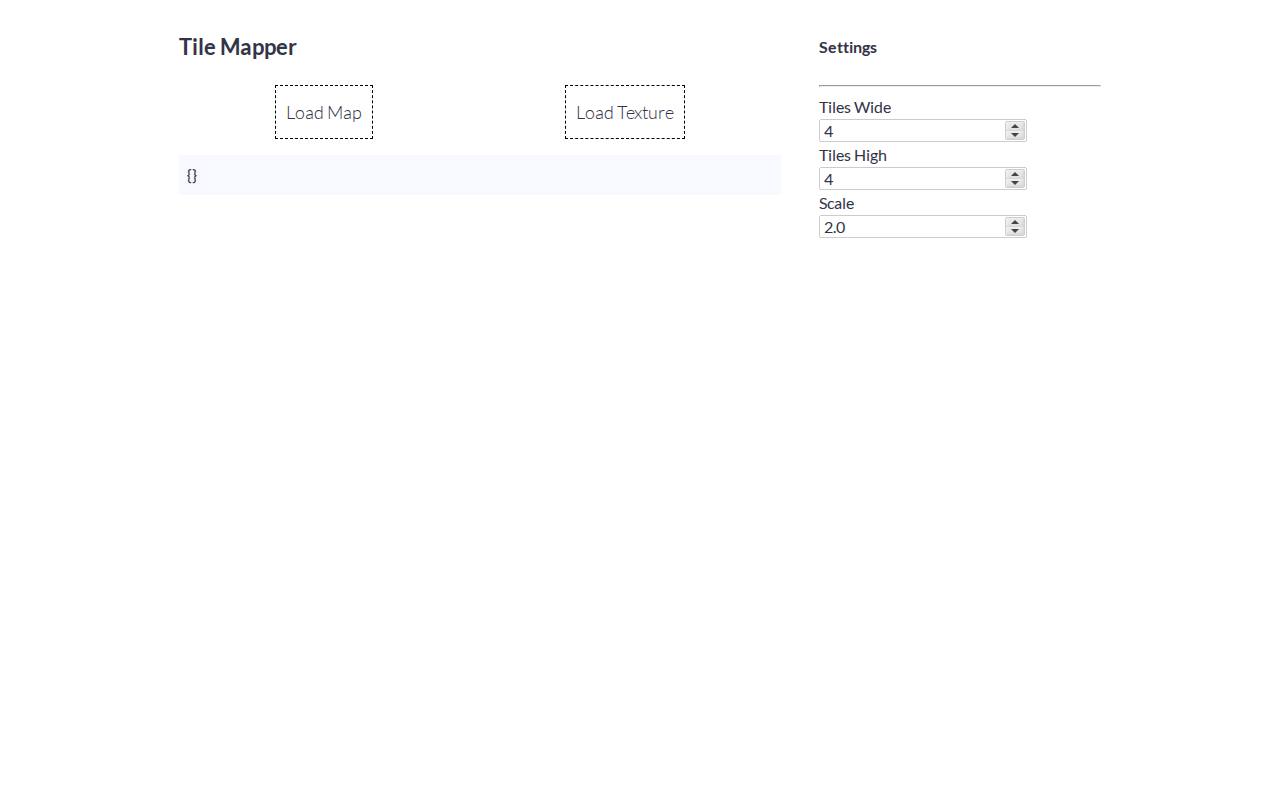 Tile Mapper
Load Map
Load Texture
{}
Settings
Tiles Wide
4
Tiles High
4
Scale
2.0